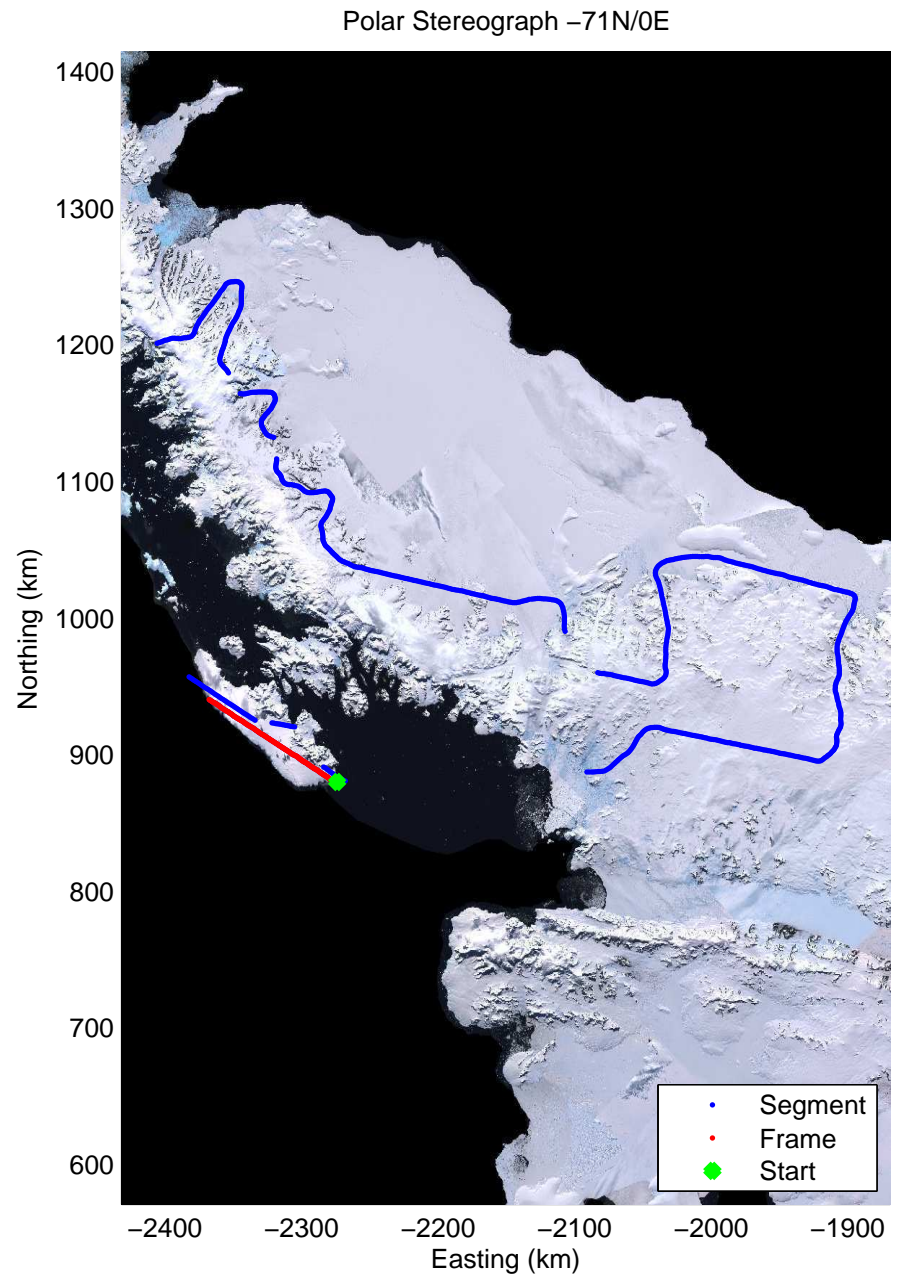 Polar Stereograph −71N/0E
1400
1300
1200
1100
1000
900
800
700
600
Northing (km)
−2400 −2300 −2200 −2100 −2000 −1900
Easting (km)
Segment
Frame
Start